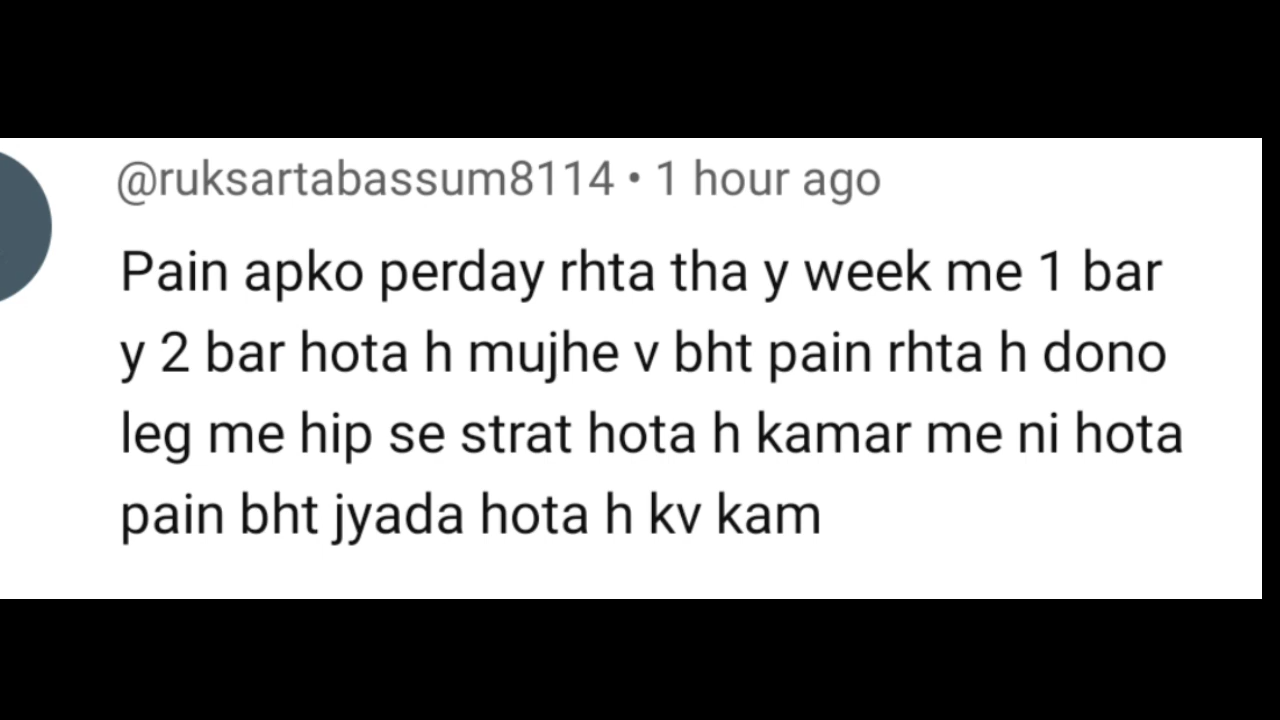 @ruksartabassum8114 • 1 hour ago
Pain apko perday rhta tha y week me 1 bar
y 2 bar hota h mujhe v bht pain rhta h dono
leg me hip se strat hota h kamar me ni hota
pain bht jyada hota h kv kam